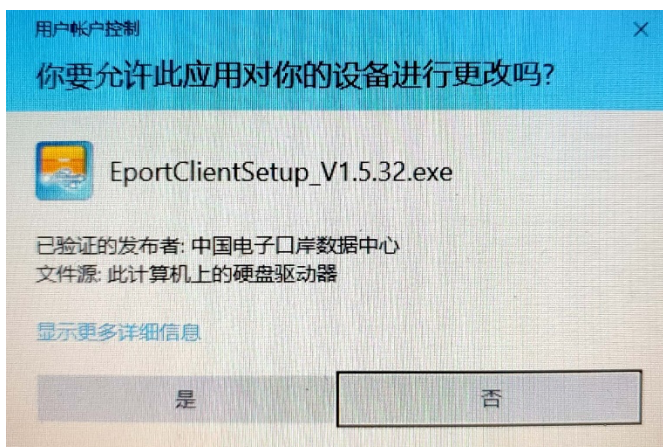 用户帐户控制
你要允许此应用对你的设备进行更改吗?
EportClientSetup_V1.5.32.exe
已验证的发布者: 中国电子口岸数据中心
文件源: 此计算机上的硬盘驱动器
显示更多详细信息
是
否